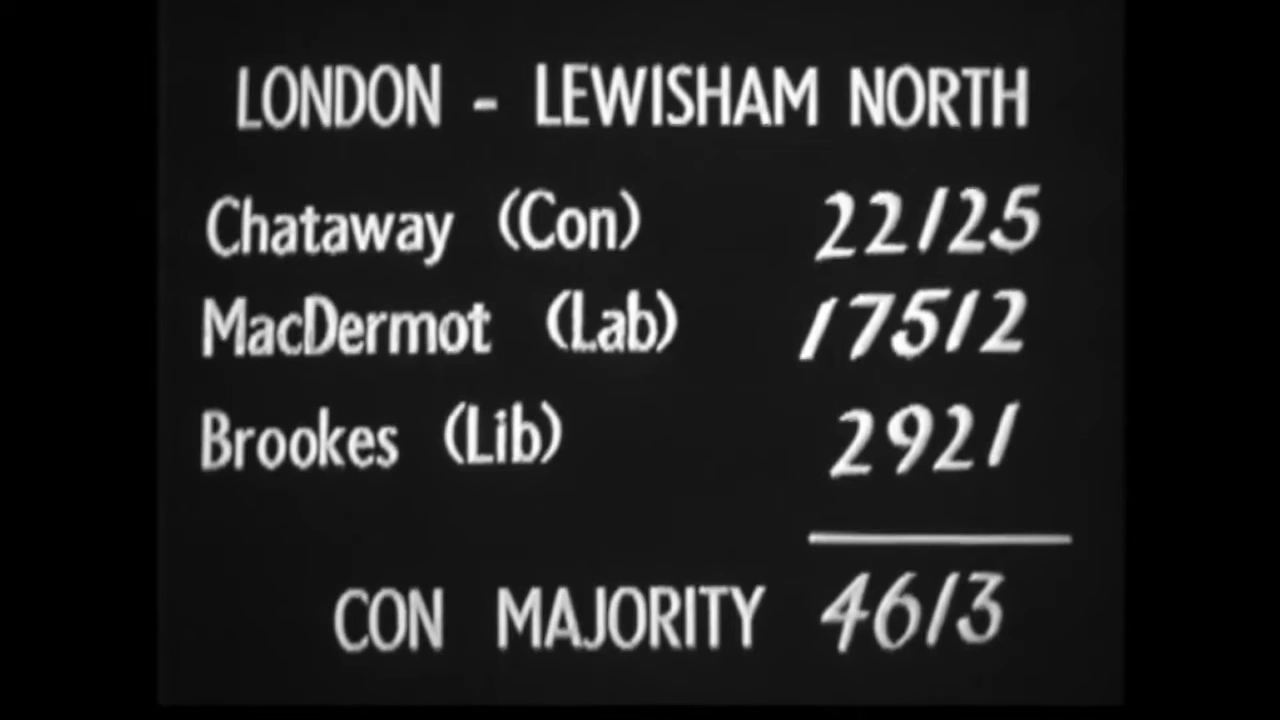 LONDON - LEWISHAM NORTH
Chataway (Con) 22125
MacDermot (Lab) 17512
Brookes (Lib) 2921
CON MAJORITY 4613